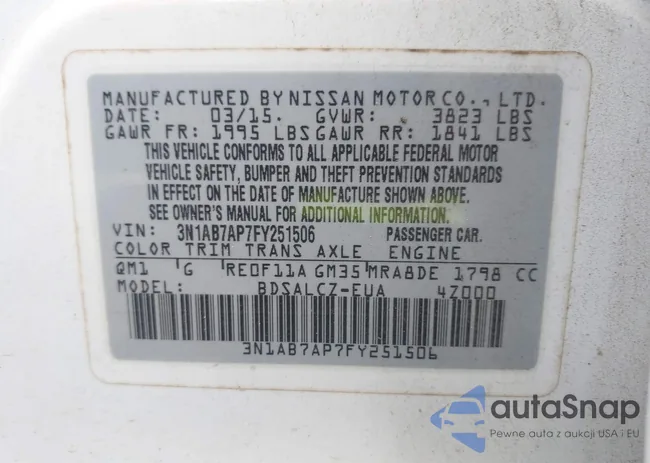 MANUFACTURED BY NISSAN MOTOR CO., LTD.
DATE: 03/15. GVWR: 3823 LBS
GAWR FR: 1995 LBS GAWR RR: 1841 LBS
THIS VEHICLE CONFORMS TO ALL APPLICABLE FEDERAL MOTOR
VEHICLE SAFETY, BUMPER AND THEFT PREVENTION STANDARDS
IN EFFECT ON THE DATE OF MANUFACTURE SHOWN ABOVE.
SEE OWNER'S MANUAL FOR ADDITIONAL INFORMATION.
VIN: 3N1AB7AP7FY251506 PASSENGER CAR.
COLOR TRIM TRANS AXLE ENGINE
QM1 G RE0F11A GM35 MRA8DE 1798 CC
MODEL: BDSALCZ-EUA 4Z000
3N1AB7AP7FY251506
autaSnap
Pewne auta z aukcji USA i EU